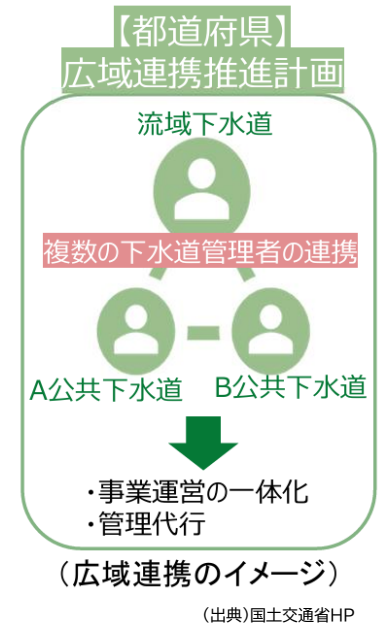 【都道府県】
広域連携推進計画
流域下水道
複数の下水道管理者の連携
A公共下水道
B公共下水道
・事業運営の一体化
・管理代行
（広域連携のイメージ）
（出典）国土交通省HP